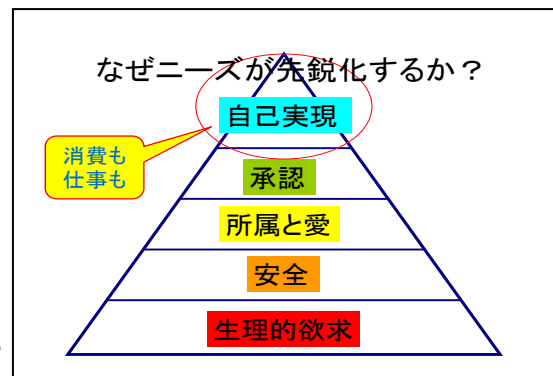 なぜニーズが先鋭化するか？
自己実現
消費も
仕事も
承認
所属と愛
安全
生理的欲求